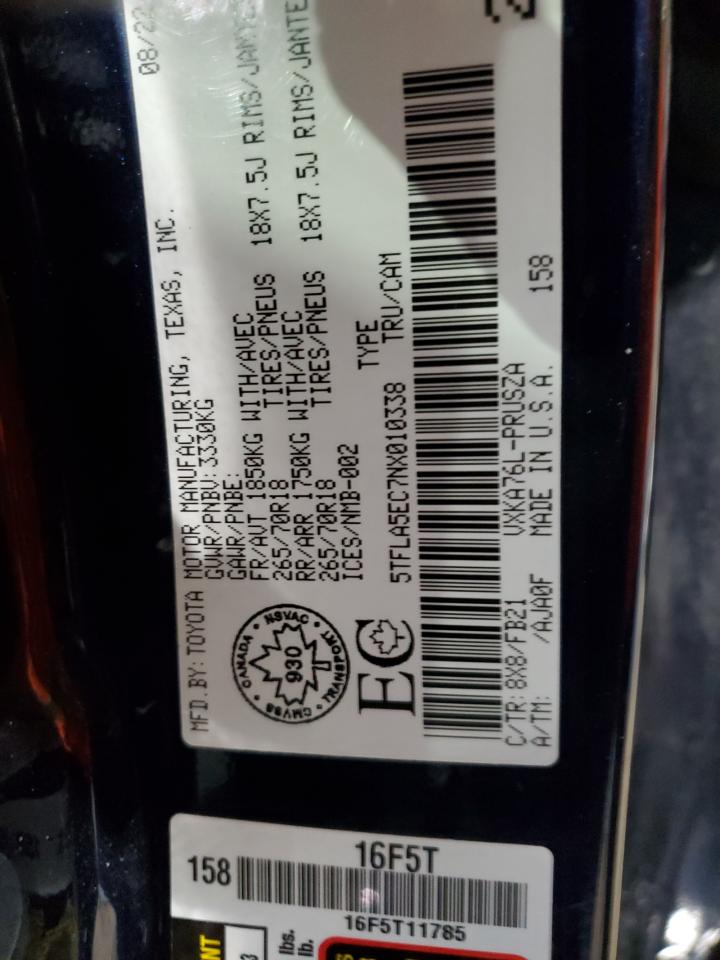 MFD.BY:TOYOTA MOTOR MANUFACTURING, TEXAS, INC. 08/22
GVWR/PNBV:3330KG
GAWR/PNBE:
FR/AVT 1850KG WITH/AVEC
265/70R18 TIRES/PNEUS 18X7.5J RIMS/
RR/ARR 1750KG WITH/AVEC
265/70R18 TIRES/PNEUS 18X7.5J RIMS/JANTE
ICES/NMB-002
CANADA • NSVAC • TRANSPORT • CMVSS
930
EC
TYPE
5TFLA5EC7NX010338 TRU/CAM
C/TR:8X8/FB21 VXKA76L-PRUSZA
A/TM: /AJA0F MADE IN U.S.A. 158
158
16F5T
16F5T11785
lbs.
lb.